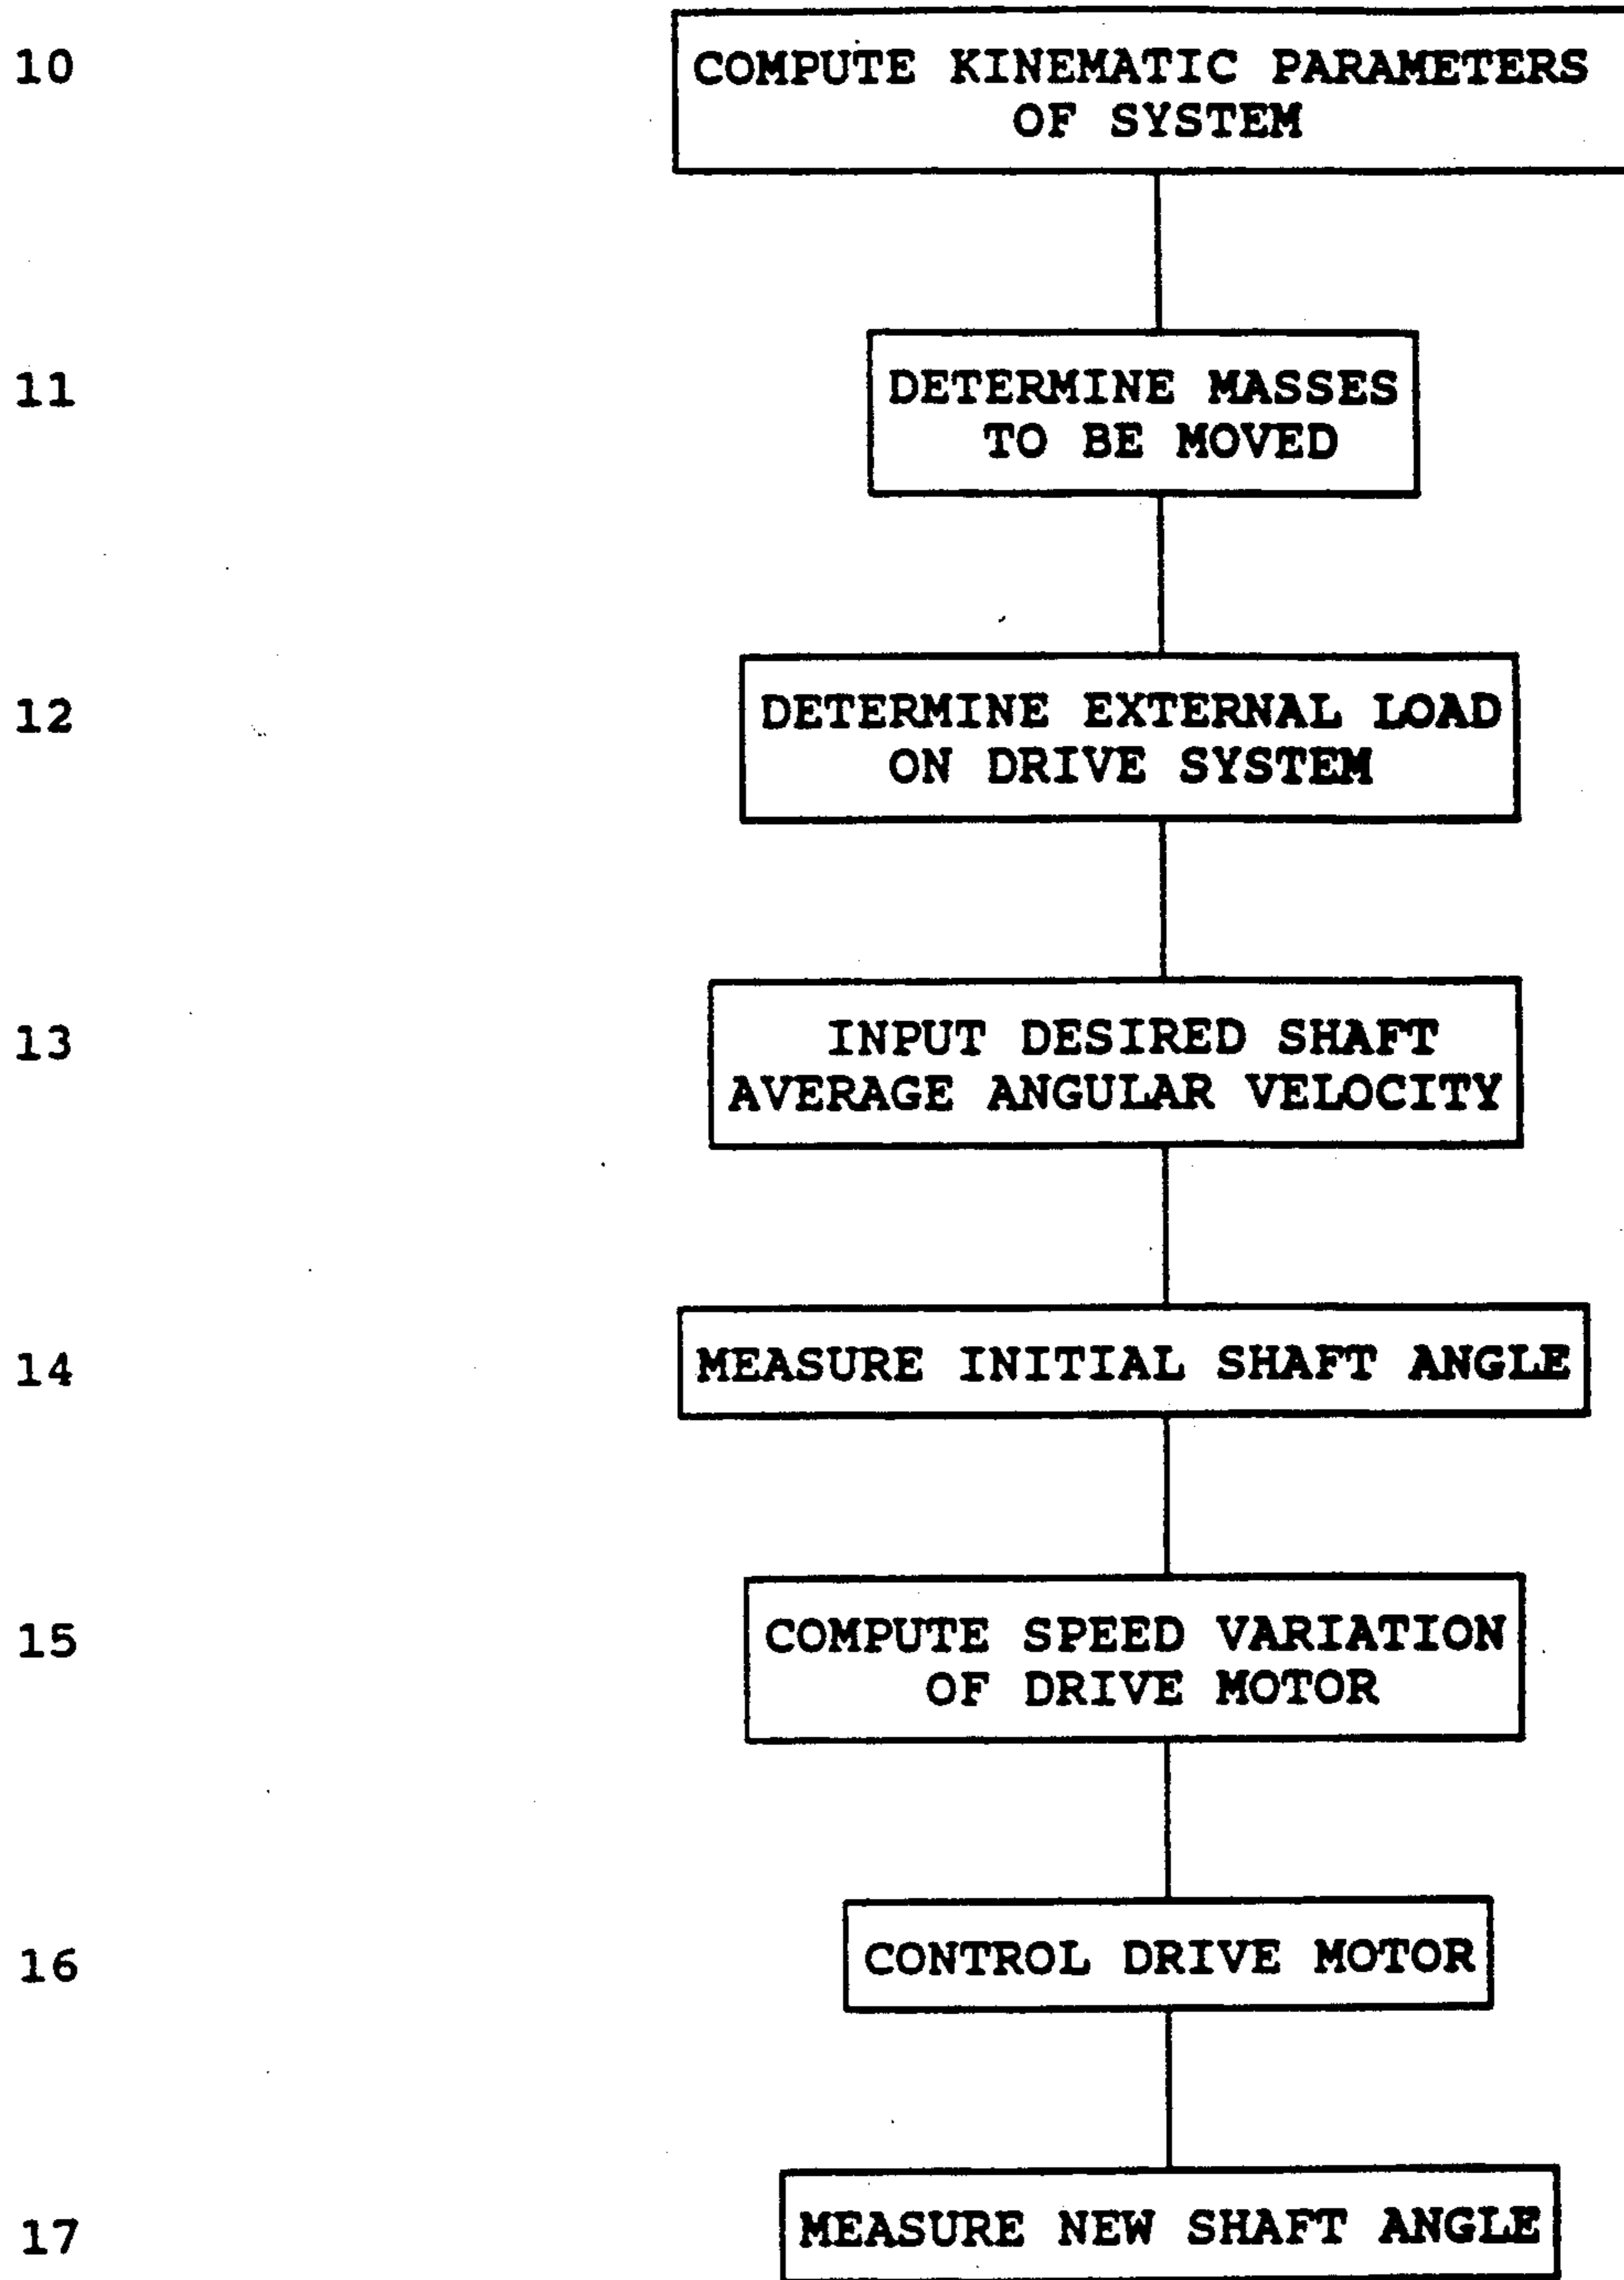 10
COMPUTE KINEMATIC PARAMETERS
OF SYSTEM
11
DETERMINE MASSES
TO BE MOVED
12
DETERMINE EXTERNAL LOAD
ON DRIVE SYSTEM
13
INPUT DESIRED SHAFT
AVERAGE ANGULAR VELOCITY
14
MEASURE INITIAL SHAFT ANGLE
15
COMPUTE SPEED VARIATION
OF DRIVE MOTOR
16
CONTROL DRIVE MOTOR
17
MEASURE NEW SHAFT ANGLE